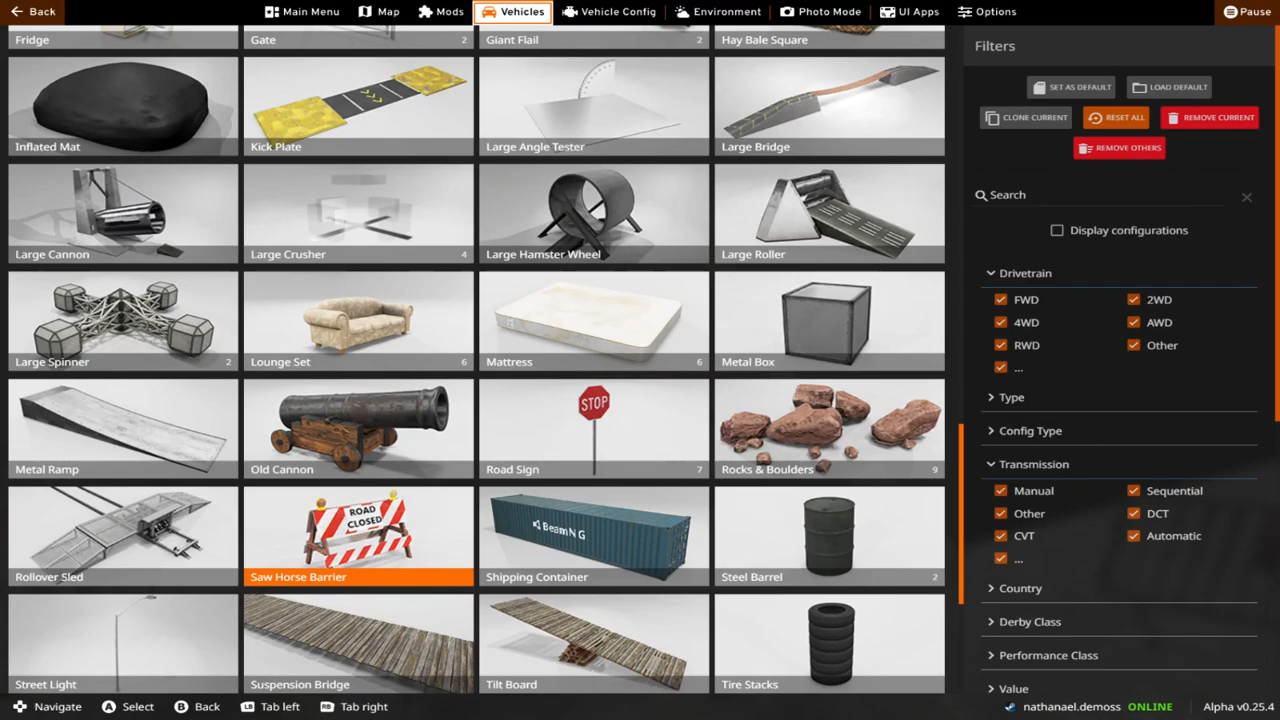 Back
Main Menu
Map
Mods
Vehicles
Vehicle Config
Environment
Photo Mode
UI Apps
Options
Pause
Fridge
Gate 2
Giant Flail 2
Hay Bale Square
Inflated Mat
Kick Plate
Large Angle Tester
Large Bridge
Large Cannon
Large Crusher 4
Large Hamster Wheel
Large Roller
Large Spinner 2
Lounge Set 6
Mattress 6
Metal Box
Metal Ramp
Old Cannon
STOP
Road Sign 7
Rocks & Boulders 9
Rollover Sled
ROAD
CLOSED
Saw Horse Barrier
BeamNG
Shipping Container
Steel Barrel 2
Street Light
Suspension Bridge
Tilt Board
Tire Stacks
Filters
SET AS DEFAULT
LOAD DEFAULT
CLONE CURRENT
RESET ALL
REMOVE CURRENT
REMOVE OTHERS
Search
Display configurations
Drivetrain
FWD
2WD
4WD
AWD
RWD
Other
...
Type
Config Type
Transmission
Manual
Sequential
Other
DCT
CVT
Automatic
...
Country
Derby Class
Performance Class
Value
Navigate
A Select
B Back
LB Tab left
RB Tab right
nathanael.demoss ONLINE
Alpha v0.25.4